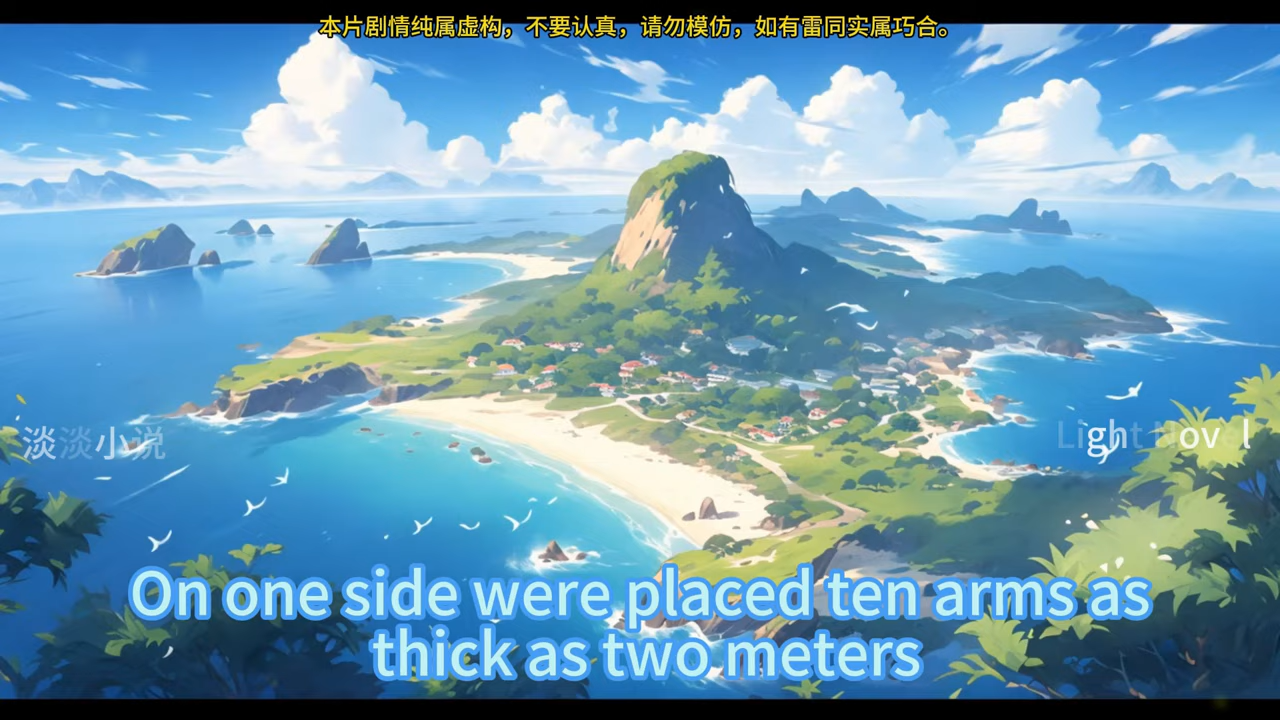 本片剧情纯属虚构，不要认真，请勿模仿，如有雷同实属巧合。
淡淡小说
Light Novel
On one side were placed ten arms as
thick as two meters